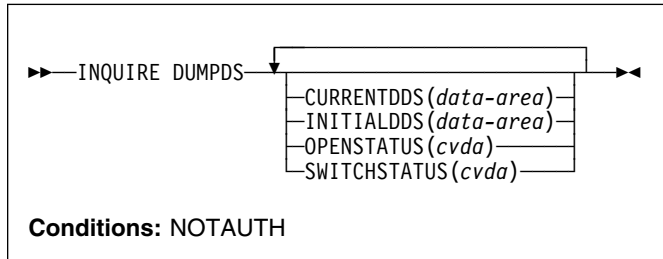 INQUIRE DUMPDS
CURRENTDDS(data-area)
INITIALDDS(data-area)
OPENSTATUS(cvda)
SWITCHSTATUS(cvda)
Conditions: NOTAUTH